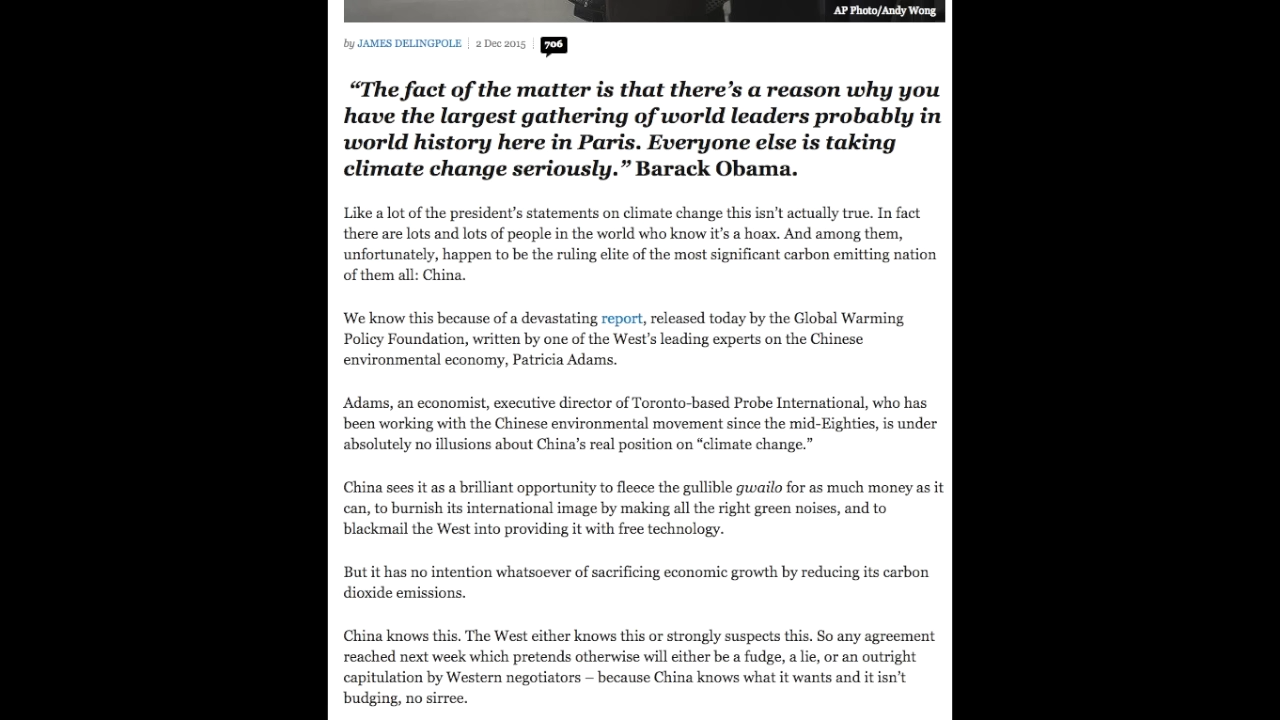 AP Photo/Andy Wong
by JAMES DELINGPOLE 2 Dec 2015 706
“The fact of the matter is that there’s a reason why you
have the largest gathering of world leaders probably in
world history here in Paris. Everyone else is taking
climate change seriously.” Barack Obama.
Like a lot of the president’s statements on climate change this isn’t actually true. In fact
there are lots and lots of people in the world who know it’s a hoax. And among them,
unfortunately, happen to be the ruling elite of the most significant carbon emitting nation
of them all: China.
We know this because of a devastating report, released today by the Global Warming
Policy Foundation, written by one of the West’s leading experts on the Chinese
environmental economy, Patricia Adams.
Adams, an economist, executive director of Toronto-based Probe International, who has
been working with the Chinese environmental movement since the mid-Eighties, is under
absolutely no illusions about China’s real position on “climate change.”
China sees it as a brilliant opportunity to fleece the gullible gwailo for as much money as it
can, to burnish its international image by making all the right green noises, and to
blackmail the West into providing it with free technology.
But it has no intention whatsoever of sacrificing economic growth by reducing its carbon
dioxide emissions.
China knows this. The West either knows this or strongly suspects this. So any agreement
reached next week which pretends otherwise will either be a fudge, a lie, or an outright
capitulation by Western negotiators – because China knows what it wants and it isn’t
budging, no sirree.